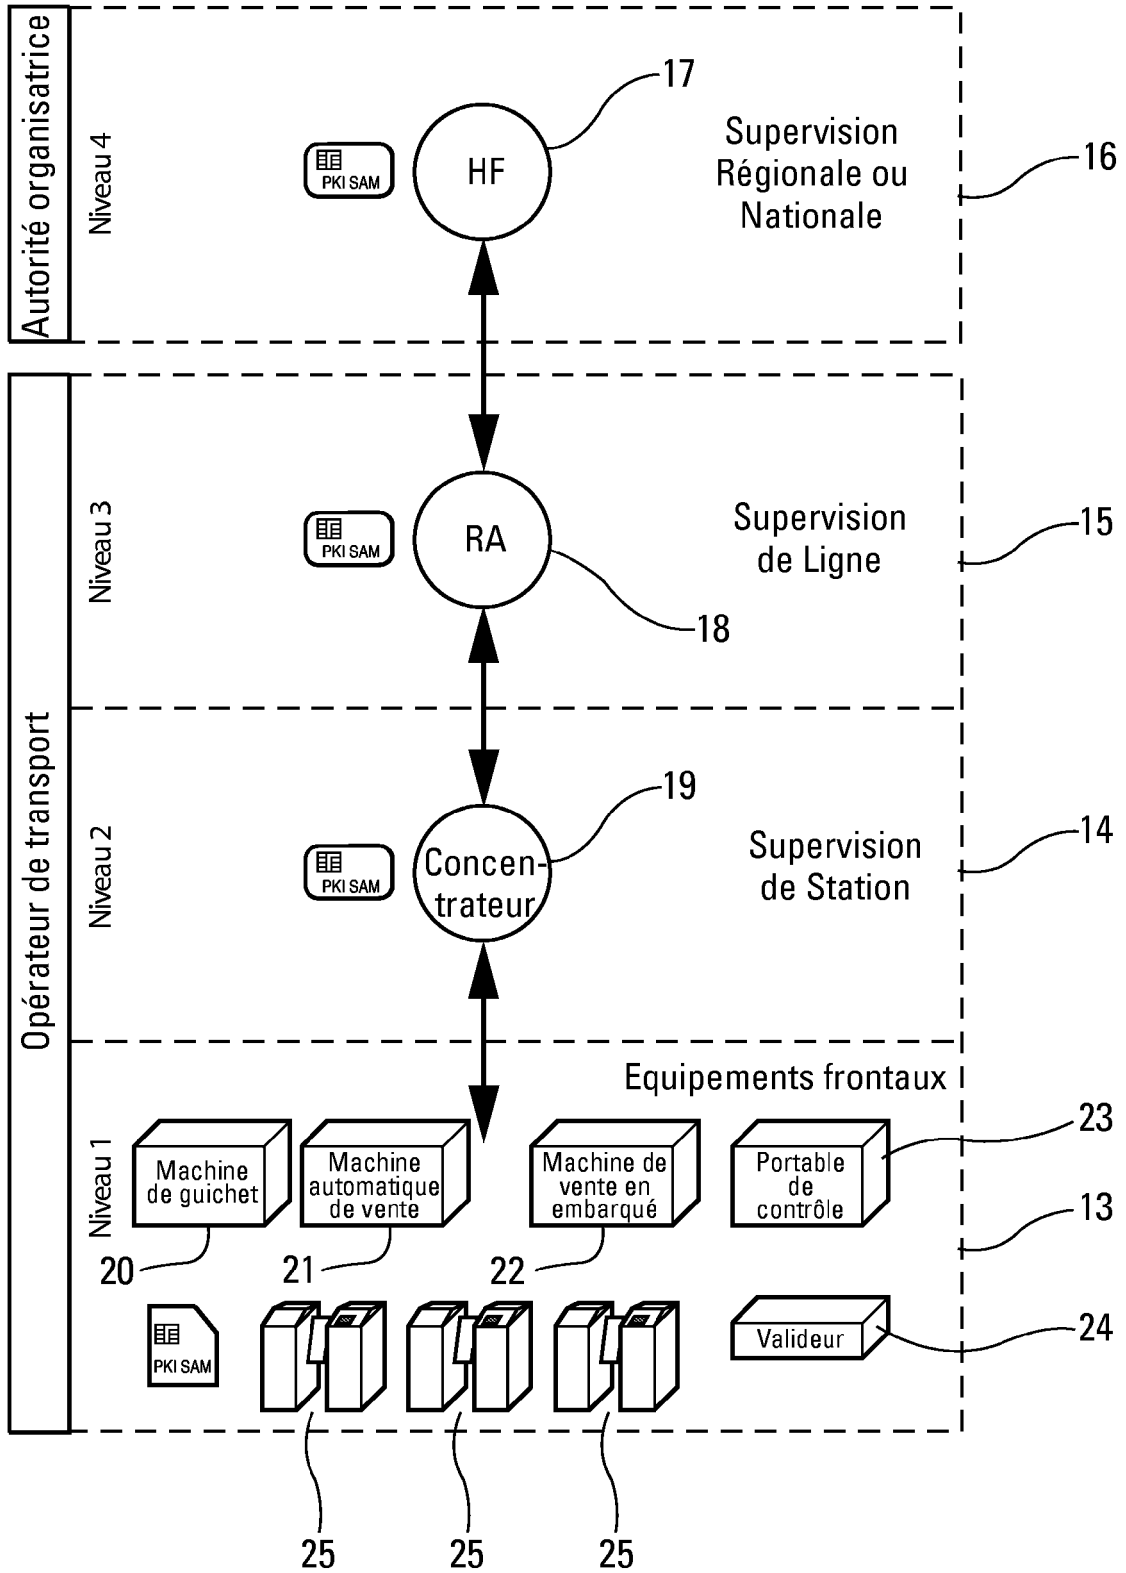 Autorité organisatrice
Niveau 4
PKI SAM
HF
17
Supervision
Régionale ou
Nationale
16
Opérateur de transport
Niveau 3
PKI SAM
RA
18
Supervision
de Ligne
15
Niveau 2
PKI SAM
Concen-
trateur
19
Supervision
de Station
14
Niveau 1
Equipements frontaux
Machine
de guichet
20
Machine
automatique
de vente
21
Machine de
vente en
embarqué
22
Portable
de
contrôle
23
13
PKI SAM
25
25
25
Valideur
24